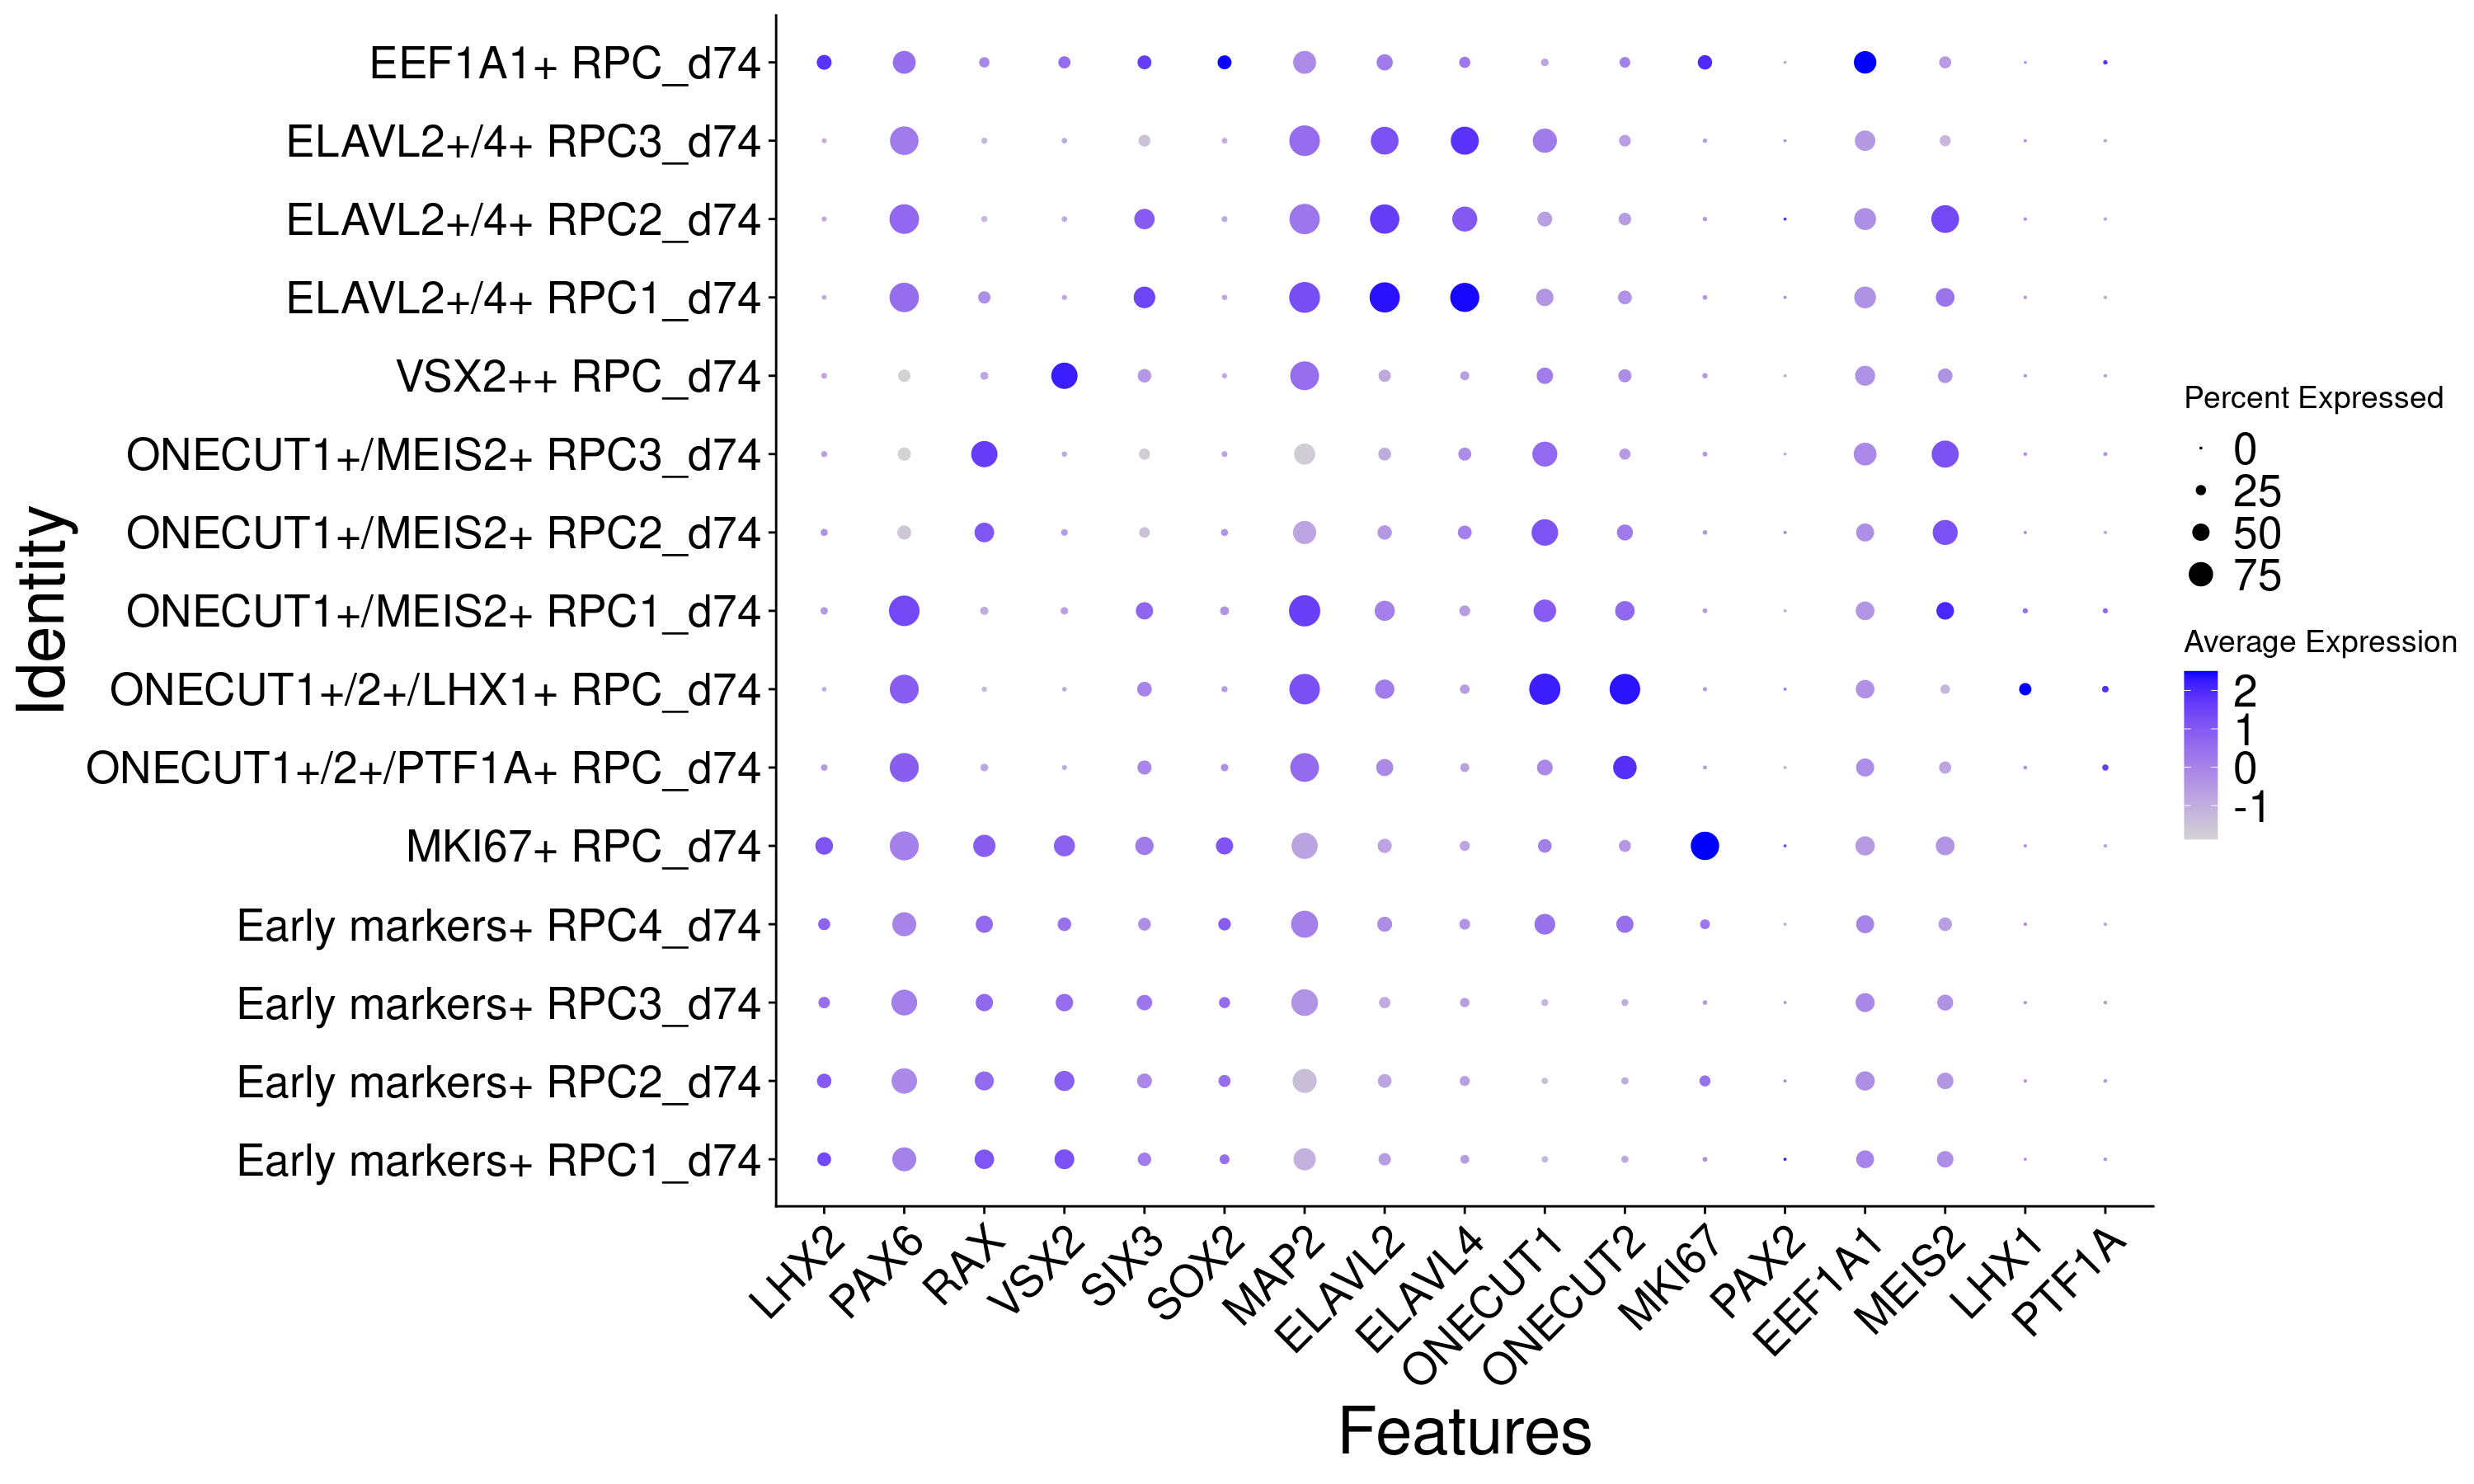 EEF1A1+ RPC_d74
ELAVL2+/4+ RPC3_d74
ELAVL2+/4+ RPC2_d74
ELAVL2+/4+ RPC1_d74
VSX2++ RPC_d74
ONECUT1+/MEIS2+ RPC3_d74
ONECUT1+/MEIS2+ RPC2_d74
ONECUT1+/MEIS2+ RPC1_d74
ONECUT1+/2+/LHX1+ RPC_d74
ONECUT1+/2+/PTF1A+ RPC_d74
MKI67+ RPC_d74
Early markers+ RPC4_d74
Early markers+ RPC3_d74
Early markers+ RPC2_d74
Early markers+ RPC1_d74
Identity
LHX2
PAX6
RAX
VSX2
SIX3
SOX2
MAP2
ELAVL2
ELAVL4
ONECUT1
ONECUT2
MKI67
PAX2
EEF1A1
MEIS2
LHX1
PTF1A
Features
Percent Expressed
0
25
50
75
Average Expression
2
1
0
-1